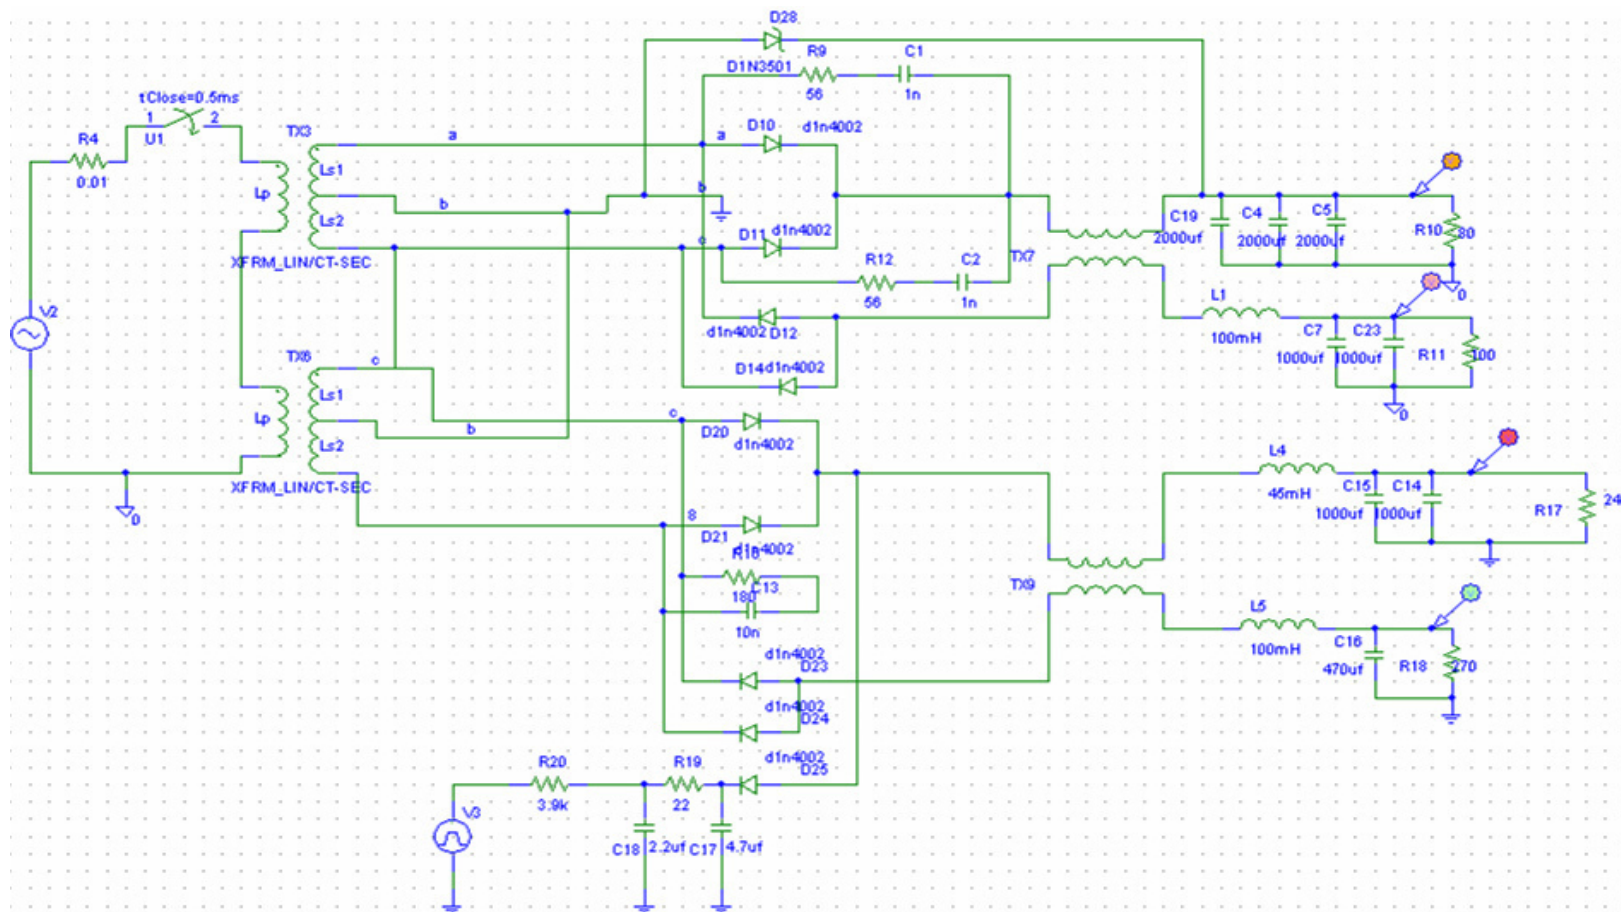 D28
D1N3501
R9
56
C1
1n
tClose=0.5ms
1
2
U1
R4
0.01
TX3
Lp
Ls1
Ls2
XFRM_LIN/CT-SEC
a
b
a
b
c
D10
d1n4002
D11
d1n4002
R12
56
C2
1n
TX7
d1n4002
D12
D14
d1n4002
C19
2000uf
C4
2000uf
C5
2000uf
R10
80
0
L1
100mH
C7
1000uf
C23
1000uf
R11
100
0
V2
0
TX6
Lp
Ls1
Ls2
XFRM_LIN/CT-SEC
c
b
c
D20
d1n4002
8
D21
d1n4002
180
C13
10n
d1n4002
D23
d1n4002
D24
d1n4002
D25
TX9
L4
45mH
C15
1000uf
C14
1000uf
R17
24
L5
100mH
C16
470uf
R18
270
R20
3.9k
R19
22
V3
C18
2.2uf
C17
4.7uf